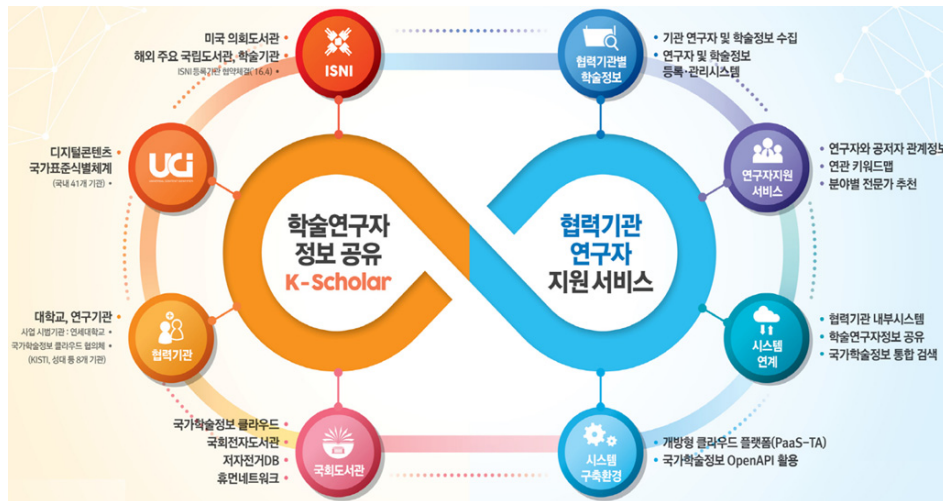 미국 의회도서관
해외 주요 국립도서관, 학술기관
ISNI 등록기관 협약체결('16.4)
ISNI
디지털콘텐츠
국가표준식별체계
(국내 41개 기관)
UCI
대학교, 연구기관
사업 시범기관 : 연세대학교
국가학술정보 클라우드 협의체
(KISTI, 성대 등 8개 기관)
협력기관
국가학술정보 클라우드
국회전자도서관
저자전거DB
휴먼네트워크
국회도서관
학술연구자
정보 공유
K-Scholar
협력기관
연구자
지원 서비스
협력기관별
학술정보
기관 연구자 및 학술정보 수집
연구자 및 학술정보
등록·관리시스템
연구자지원
서비스
연구자와 공저자 관계정보
연관 키워드맵
분야별 전문가 추천
시스템
연계
협력기관 내부시스템
학술연구자정보 공유
국가학술정보 통합 검색
시스템
구축환경
개방형 클라우드 플랫폼(PaaS-TA)
국가학술정보 OpenAPI 활용